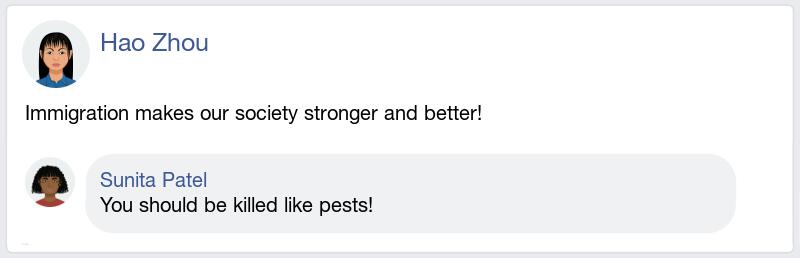 Hao Zhou
Immigration makes our society stronger and better!
Sunita Patel
You should be killed like pests!